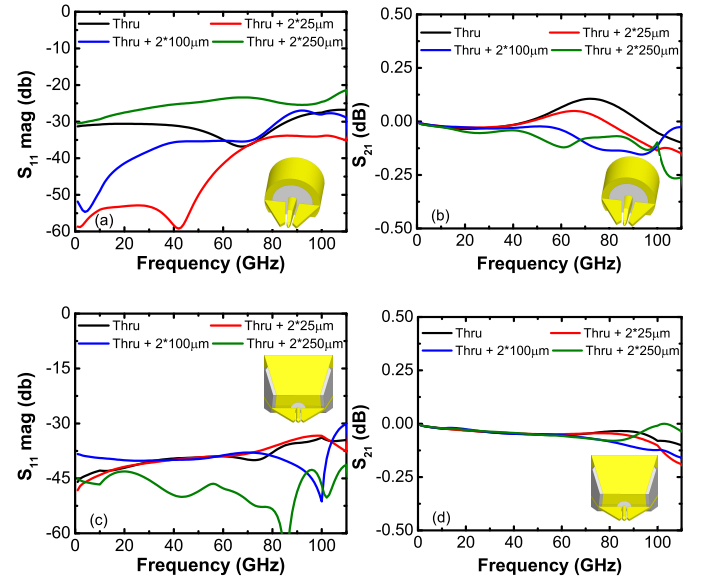 0
-10
-20
-30
-40
-50
-60
S11 mag (db)
Thru
Thru + 2*25μm
Thru + 2*100μm
Thru + 2*250μm
(a)
0 20 40 60 80 100
Frequency (GHz)
0.50
0.25
0.00
-0.25
-0.50
S21 (dB)
Thru
Thru + 2*25μm
Thru + 2*100μm
Thru + 2*250μm
(b)
0 20 40 60 80 100
Frequency (GHz)
0
-15
-30
-45
-60
S11 mag (db)
Thru
Thru + 2*25μm
Thru + 2*100μm
Thru + 2*250μm
(c)
0 20 40 60 80 100
Frequency (GHz)
0.50
0.25
0.00
-0.25
-0.50
S21 (dB)
Thru
Thru + 2*25μm
Thru + 2*100μm
Thru + 2*250μm
(d)
0 20 40 60 80 100
Frequency (GHz)